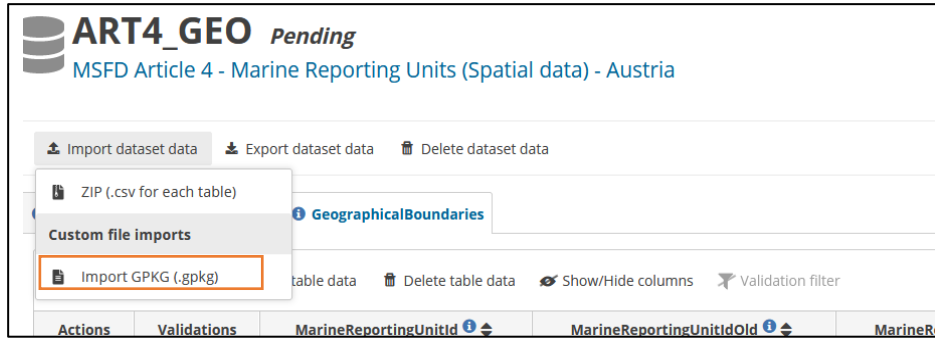 ART4_GEO Pending
MSFD Article 4 - Marine Reporting Units (Spatial data) - Austria
Import dataset data Export dataset data Delete dataset data
ZIP (.csv for each table)
GeographicalBoundaries
Custom file imports
Import GPKG (.gpkg)
table data Delete table data Show/Hide columns Validation filter
Actions Validations MarineReportingUnitId MarineReportingUnitIdOld MarineRe